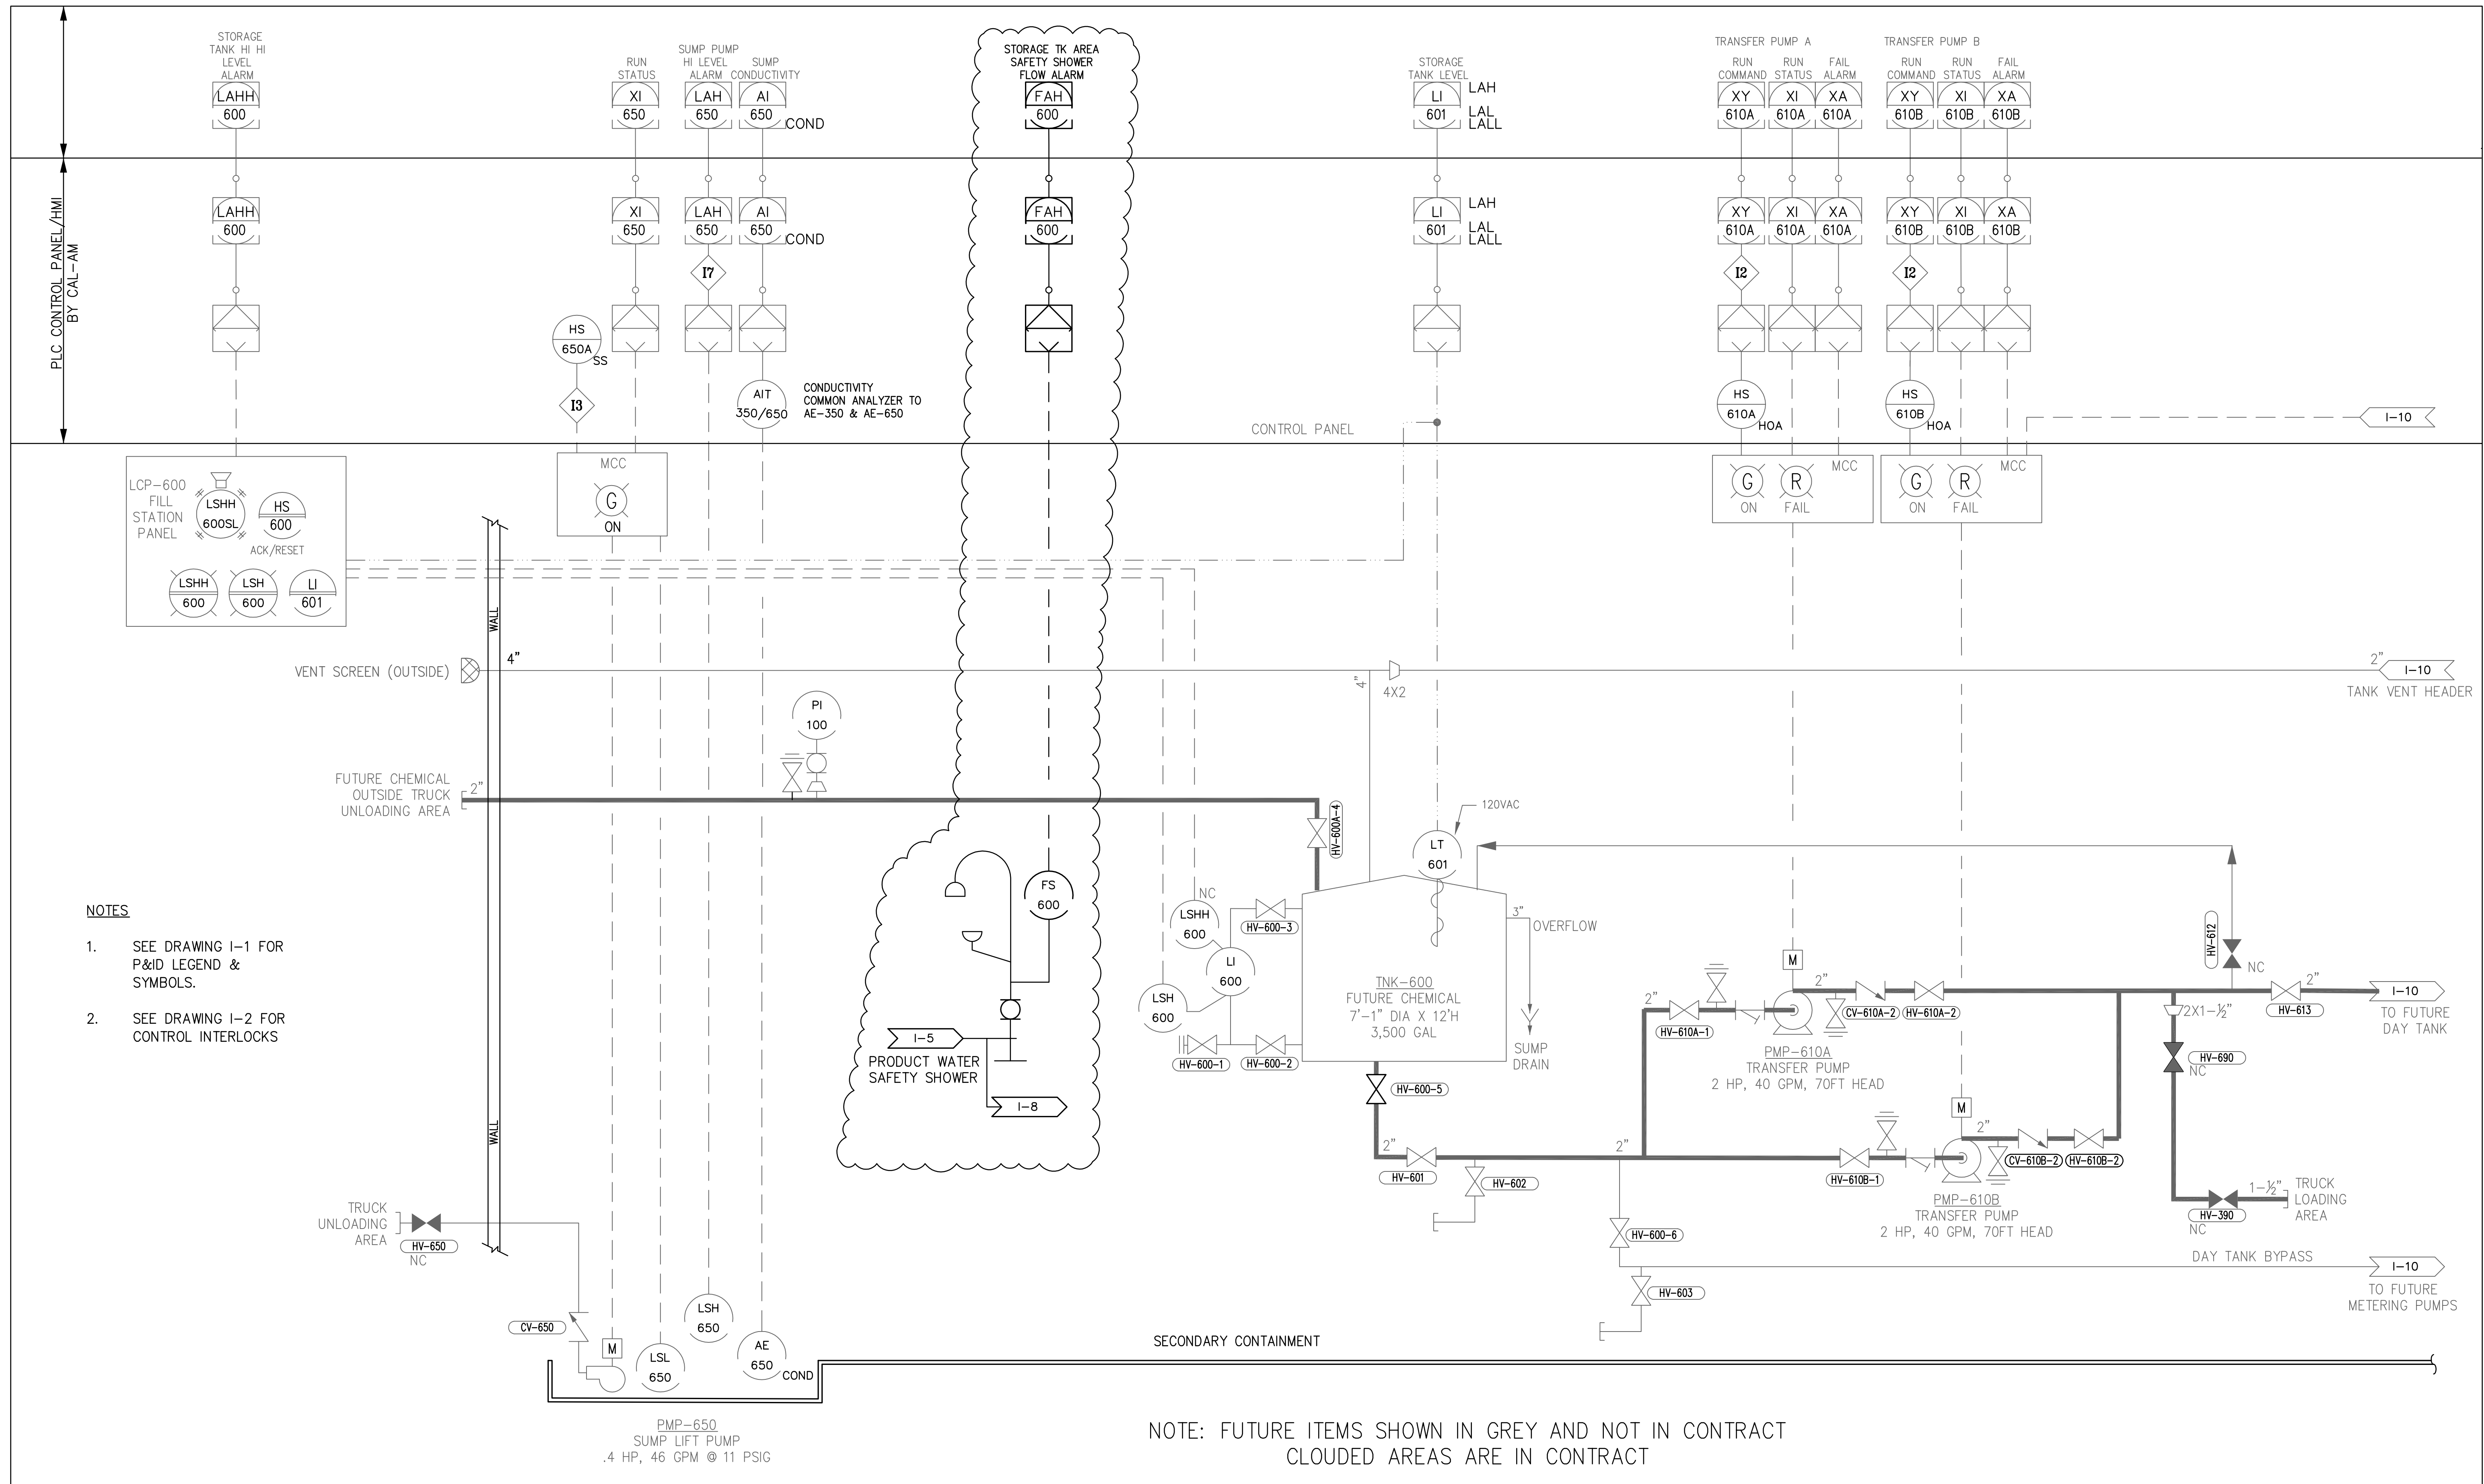 STORAGE
TANK HI HI
LEVEL
ALARM
LAHH
600
RUN
STATUS
XI
650
SUMP PUMP
HI LEVEL
ALARM
LAH
650
SUMP
CONDUCTIVITY
AI
650
COND
STORAGE TK AREA
SAFETY SHOWER
FLOW ALARM
FAH
600
STORAGE
TANK LEVEL
LI
601
LAH
LAL
LALL
TRANSFER PUMP A
RUN
COMMAND
XY
610A
RUN
STATUS
XI
610A
FAIL
ALARM
XA
610A
TRANSFER PUMP B
RUN
COMMAND
XY
610B
RUN
STATUS
XI
610B
FAIL
ALARM
XA
610B
PLC CONTROL PANEL/HMI
BY CAL-AM
LAHH
600
XI
650
LAH
650
AI
650
COND
FAH
600
LI
601
LAH
LAL
LALL
XY
610A
XI
610A
XA
610A
XY
610B
XI
610B
XA
610B
I7
I2
I2
HS
650A
SS
I3
AIT
350/650
CONDUCTIVITY
COMMON ANALYZER TO
AE-350 & AE-650
HS
610A
HOA
HS
610B
HOA
I-10
CONTROL PANEL
LCP-600
FILL
STATION
PANEL
LSHH
600SL
HS
600
ACK/RESET
LSHH
600
LSH
600
LI
601
MCC
G
ON
MCC
G
ON
R
FAIL
MCC
G
ON
R
FAIL
WALL
VENT SCREEN (OUTSIDE)
4"
4"
4X2
2"
I-10
TANK VENT HEADER
PI
100
FUTURE CHEMICAL
OUTSIDE TRUCK
UNLOADING AREA
2"
HV-600A-4
120VAC
LT
601
FS
600
NC
LSHH
600
LI
600
LSH
600
HV-600-3
HV-600-1
HV-600-2
TNK-600
FUTURE CHEMICAL
7'-1" DIA X 12'H
3,500 GAL
3"
OVERFLOW
SUMP
DRAIN
HV-600-5
I-5
PRODUCT WATER
SAFETY SHOWER
I-8
NOTES
1. SEE DRAWING I-1 FOR
P&ID LEGEND &
SYMBOLS.
2. SEE DRAWING I-2 FOR
CONTROL INTERLOCKS
M
2"
2"
HV-610A-1
CV-610A-2
HV-610A-2
PMP-610A
TRANSFER PUMP
2 HP, 40 GPM, 70FT HEAD
HV-612
NC
2"
HV-613
I-10
TO FUTURE
DAY TANK
2X1-½"
HV-690
NC
M
2"
HV-610B-1
CV-610B-2
HV-610B-2
PMP-610B
TRANSFER PUMP
2 HP, 40 GPM, 70FT HEAD
1-½"
TRUCK
LOADING
AREA
HV-390
NC
2"
HV-601
HV-602
2"
HV-600-6
HV-603
DAY TANK BYPASS
I-10
TO FUTURE
METERING PUMPS
WALL
TRUCK
UNLOADING
AREA
HV-650
NC
CV-650
M
LSL
650
LSH
650
AE
650
COND
SECONDARY CONTAINMENT
PMP-650
SUMP LIFT PUMP
.4 HP, 46 GPM @ 11 PSIG
NOTE: FUTURE ITEMS SHOWN IN GREY AND NOT IN CONTRACT
CLOUDED AREAS ARE IN CONTRACT